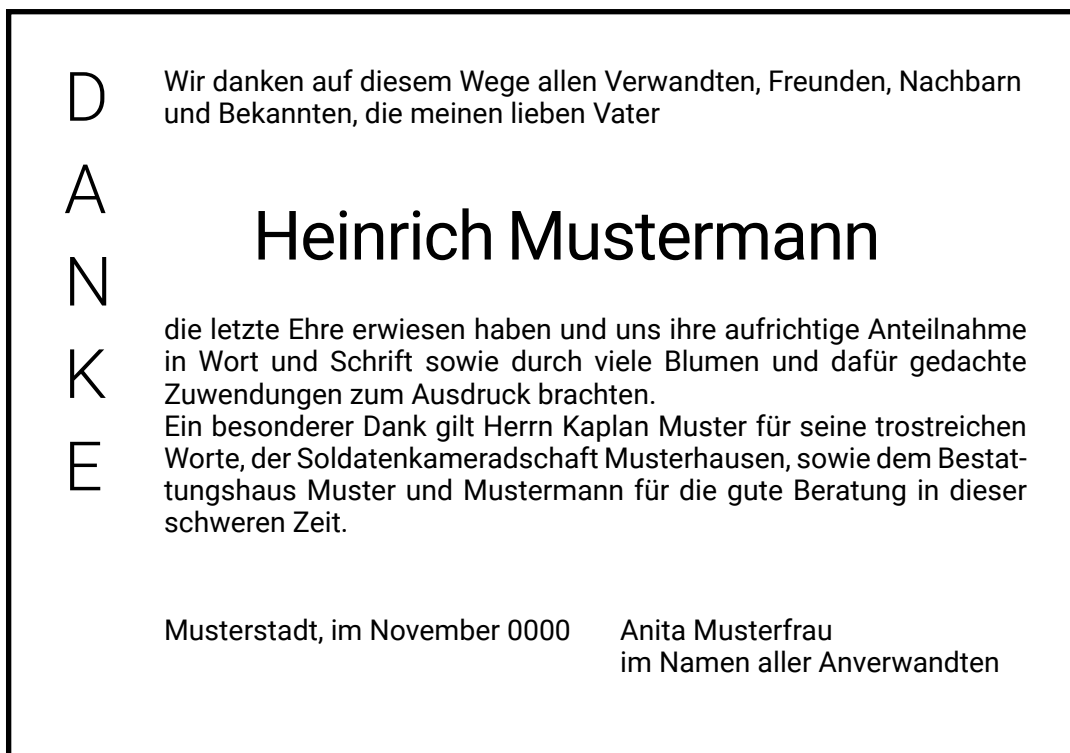 DANKE
Wir danken auf diesem Wege allen Verwandten, Freunden, Nachbarn
und Bekannten, die meinen lieben Vater
Heinrich Mustermann
die letzte Ehre erwiesen haben und uns ihre aufrichtige Anteilnahme
in Wort und Schrift sowie durch viele Blumen und dafür gedachte
Zuwendungen zum Ausdruck brachten.
Ein besonderer Dank gilt Herrn Kaplan Muster für seine trostreichen
Worte, der Soldatenkameradschaft Musterhausen, sowie dem Bestat-
tungshaus Muster und Mustermann für die gute Beratung in dieser
schweren Zeit.
Musterstadt, im November 0000
Anita Musterfrau
im Namen aller Anverwandten